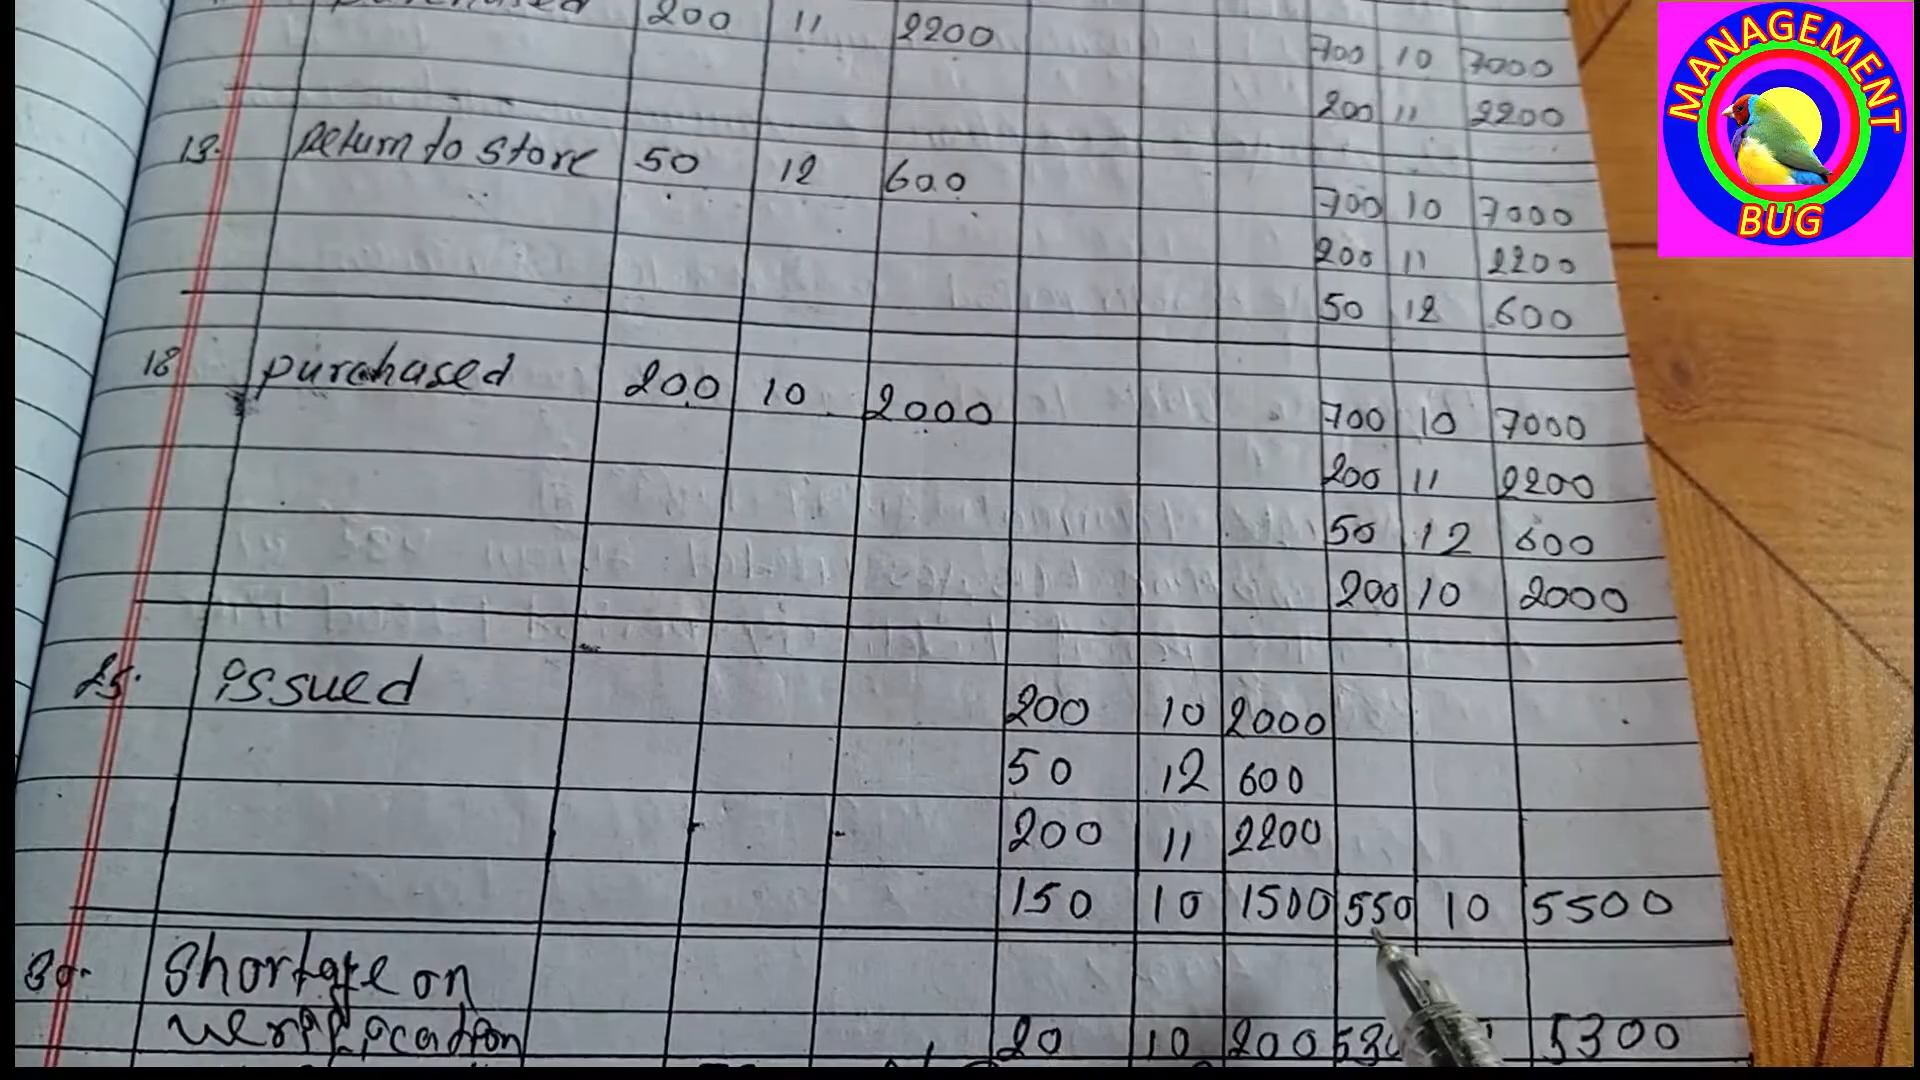 purchased 200 11 2200
700 10 7000
200 11 2200
13. Return to store 50 12 600
700 10 7000
200 11 2200
50 12 600
18 purchased 200 10 2000
700 10 7000
200 11 2200
50 12 600
200 10 2000
25. issued
200 10 2000
50 12 600
200 11 2200
150 10 1500 550 10 5500
30. Shortage on
verification 20 10 200 5300
MANAGEMENT
BUG